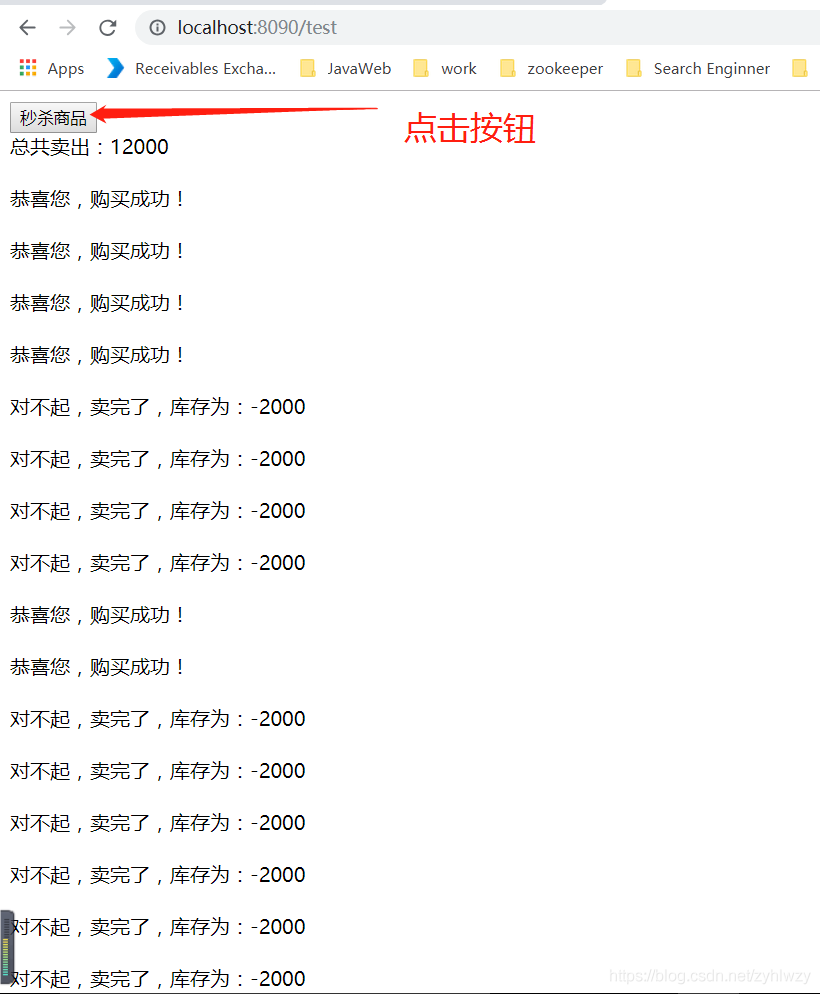 localhost:8090/test
Apps Receivables Excha... JavaWeb work zookeeper Search Enginner
秒杀商品
点击按钮
总共卖出：12000
恭喜您，购买成功！
恭喜您，购买成功！
恭喜您，购买成功！
恭喜您，购买成功！
对不起，卖完了，库存为：-2000
对不起，卖完了，库存为：-2000
对不起，卖完了，库存为：-2000
对不起，卖完了，库存为：-2000
恭喜您，购买成功！
恭喜您，购买成功！
对不起，卖完了，库存为：-2000
对不起，卖完了，库存为：-2000
对不起，卖完了，库存为：-2000
对不起，卖完了，库存为：-2000
对不起，卖完了，库存为：-2000
对不起，卖完了，库存为：-2000
https://blog.csdn.net/zyhlwzy